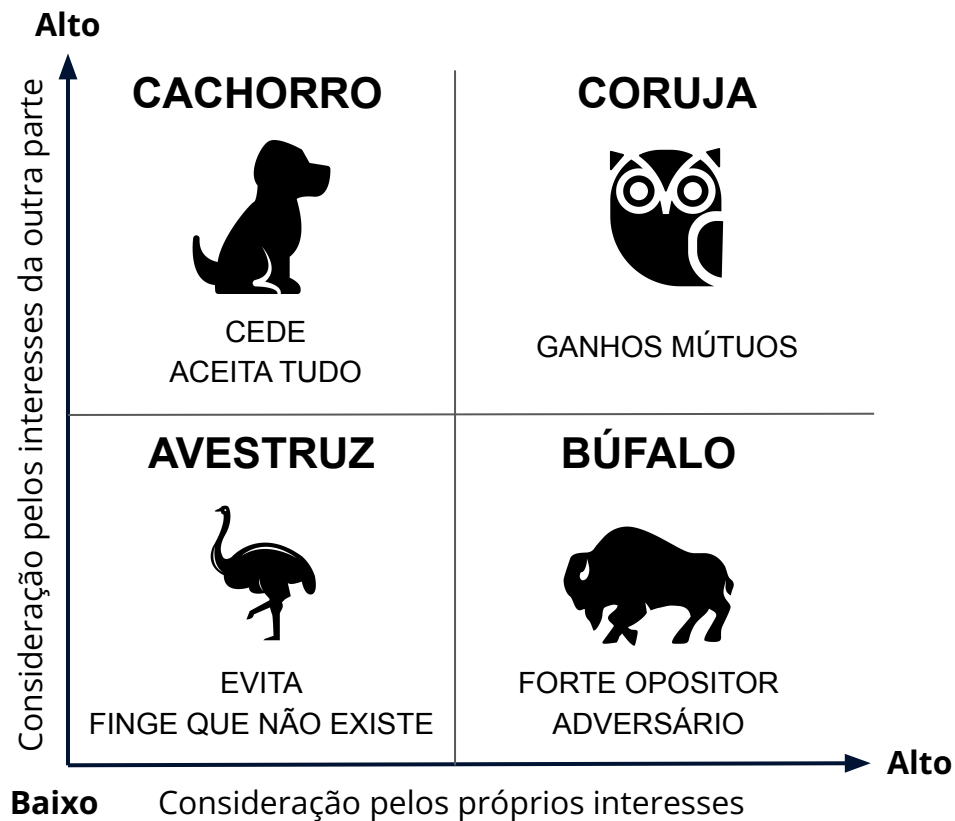 Alto
Consideração pelos interesses da outra parte
CACHORRO
CEDE
ACEITA TUDO
CORUJA
GANHOS MÚTUOS
AVESTRUZ
EVITA
FINGE QUE NÃO EXISTE
BÚFALO
FORTE OPOSITOR
ADVERSÁRIO
Alto
Baixo
Consideração pelos próprios interesses